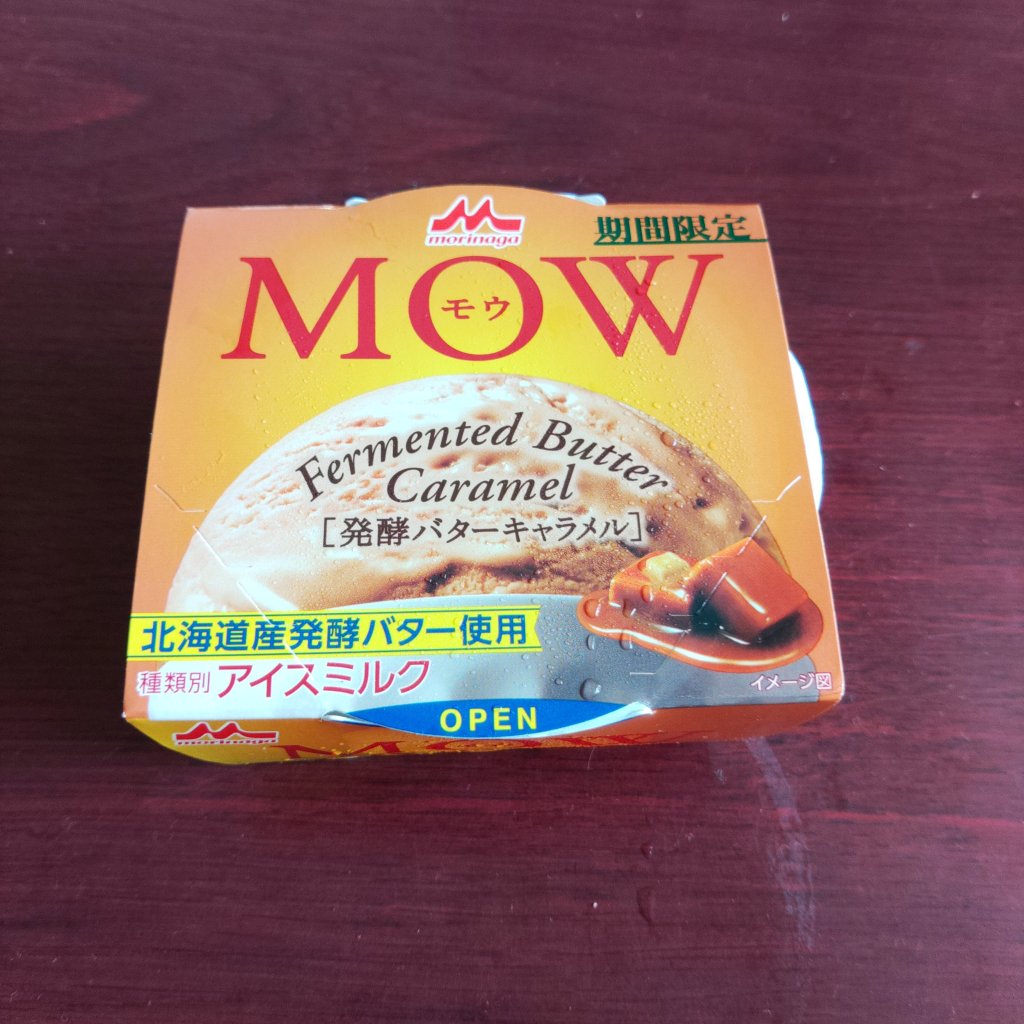 morinaga
期間限定
MOW
モウ
Fermented Butter
Caramel
[発酵バターキャラメル]
北海道産発酵バター使用
種類別 アイスミルク
イメージ図
OPEN
morinaga
MOW